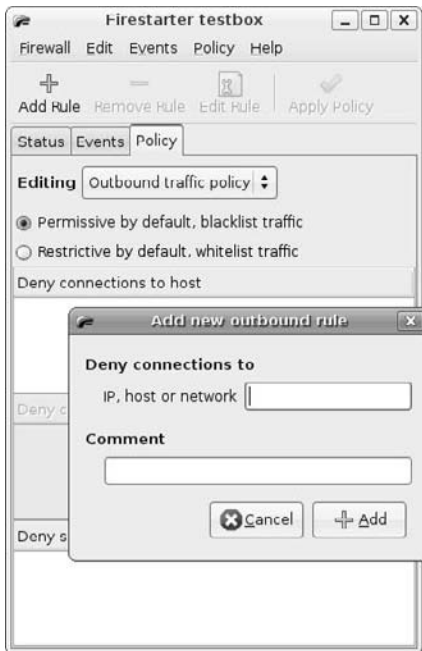 Firestarter testbox
Firewall Edit Events Policy Help
Add Rule Remove Rule Edit Rule Apply Policy
Status Events Policy
Editing Outbound traffic policy
Permissive by default, blacklist traffic
Restrictive by default, whitelist traffic
Deny connections to host
Add new outbound rule
Deny connections to
IP, host or network
Deny c
Comment
Cancel Add
Deny s